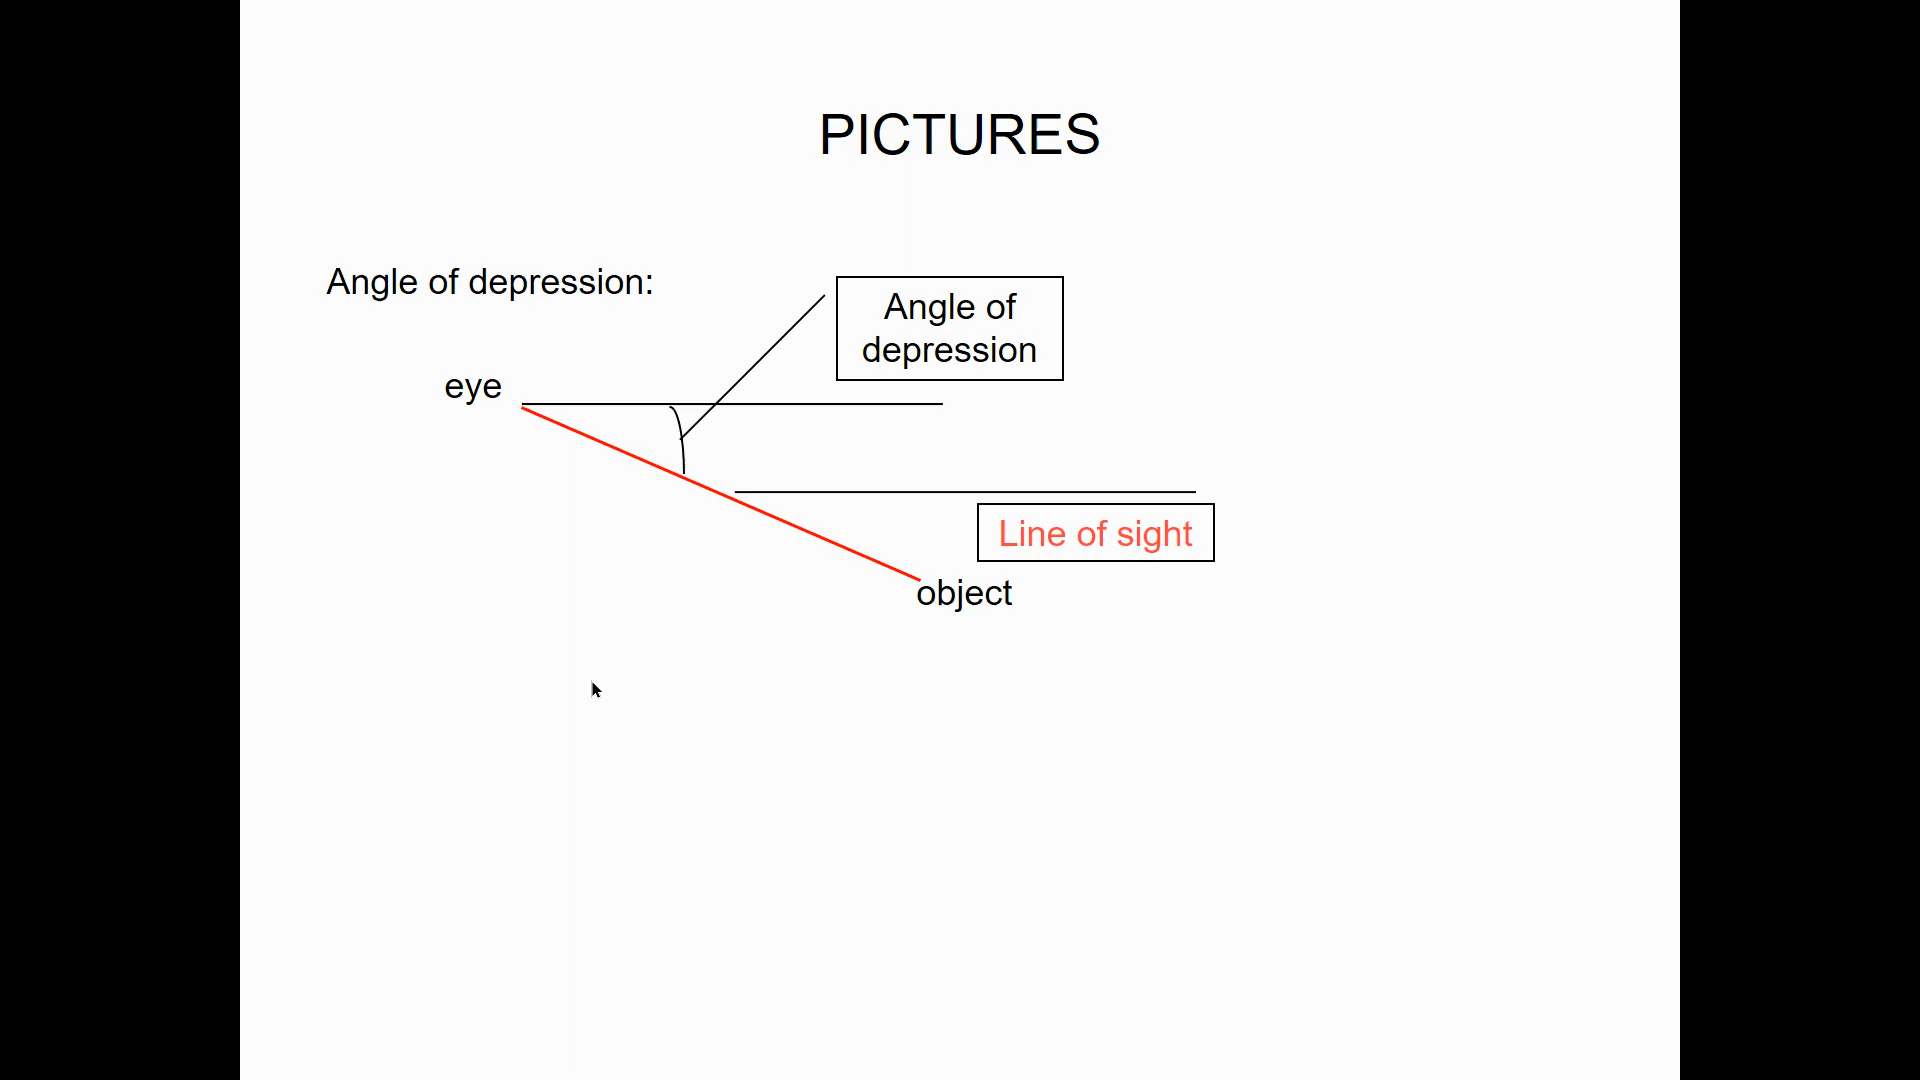 PICTURES
Angle of depression:
Angle of
depression
eye
Line of sight
object